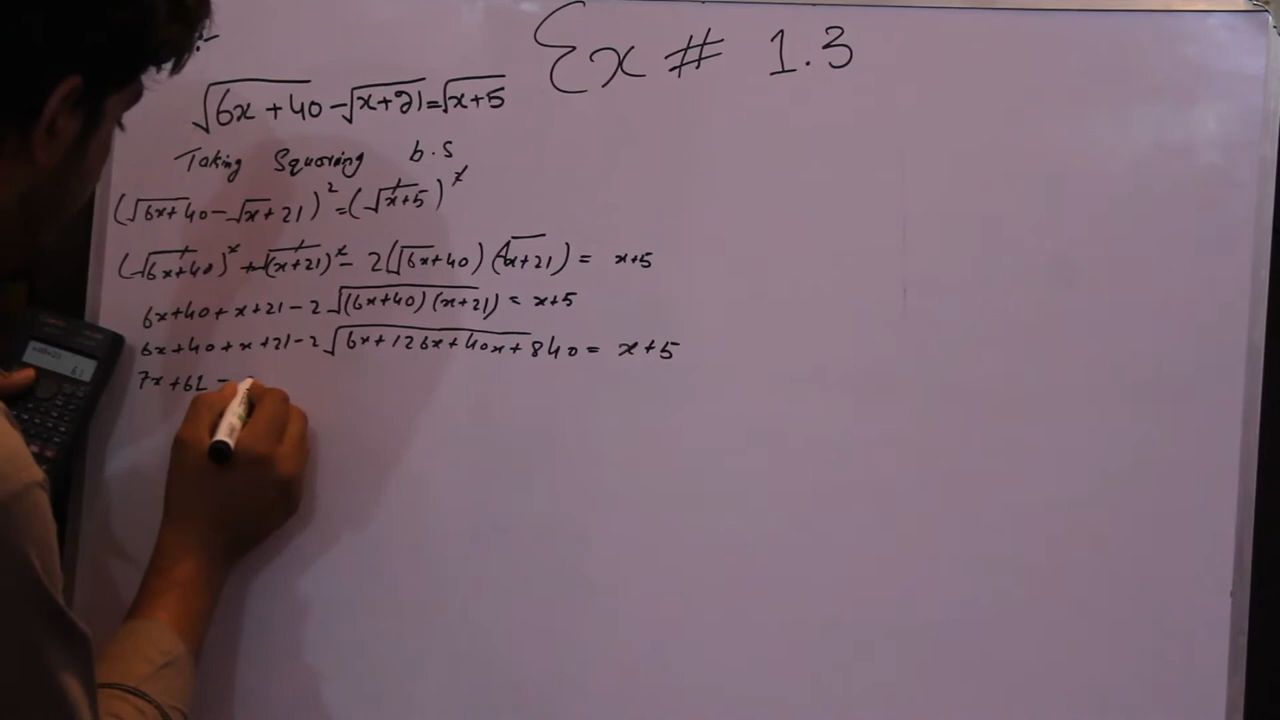 Ex # 1.3
:-
√6x+40 - √x+21 = √x+5
Taking Squaring b.s
(√6x+40 - √x+21)² = (√x+5)²
(√6x+40)² + (√x+21)² - 2(√6x+40)(√x+21) = x+5
6x+40+x+21-2√(6x+40)(x+21) = x+5
6x+40+x+21-2√6x+126x+40x+840 = x+5
7x+61 -
61